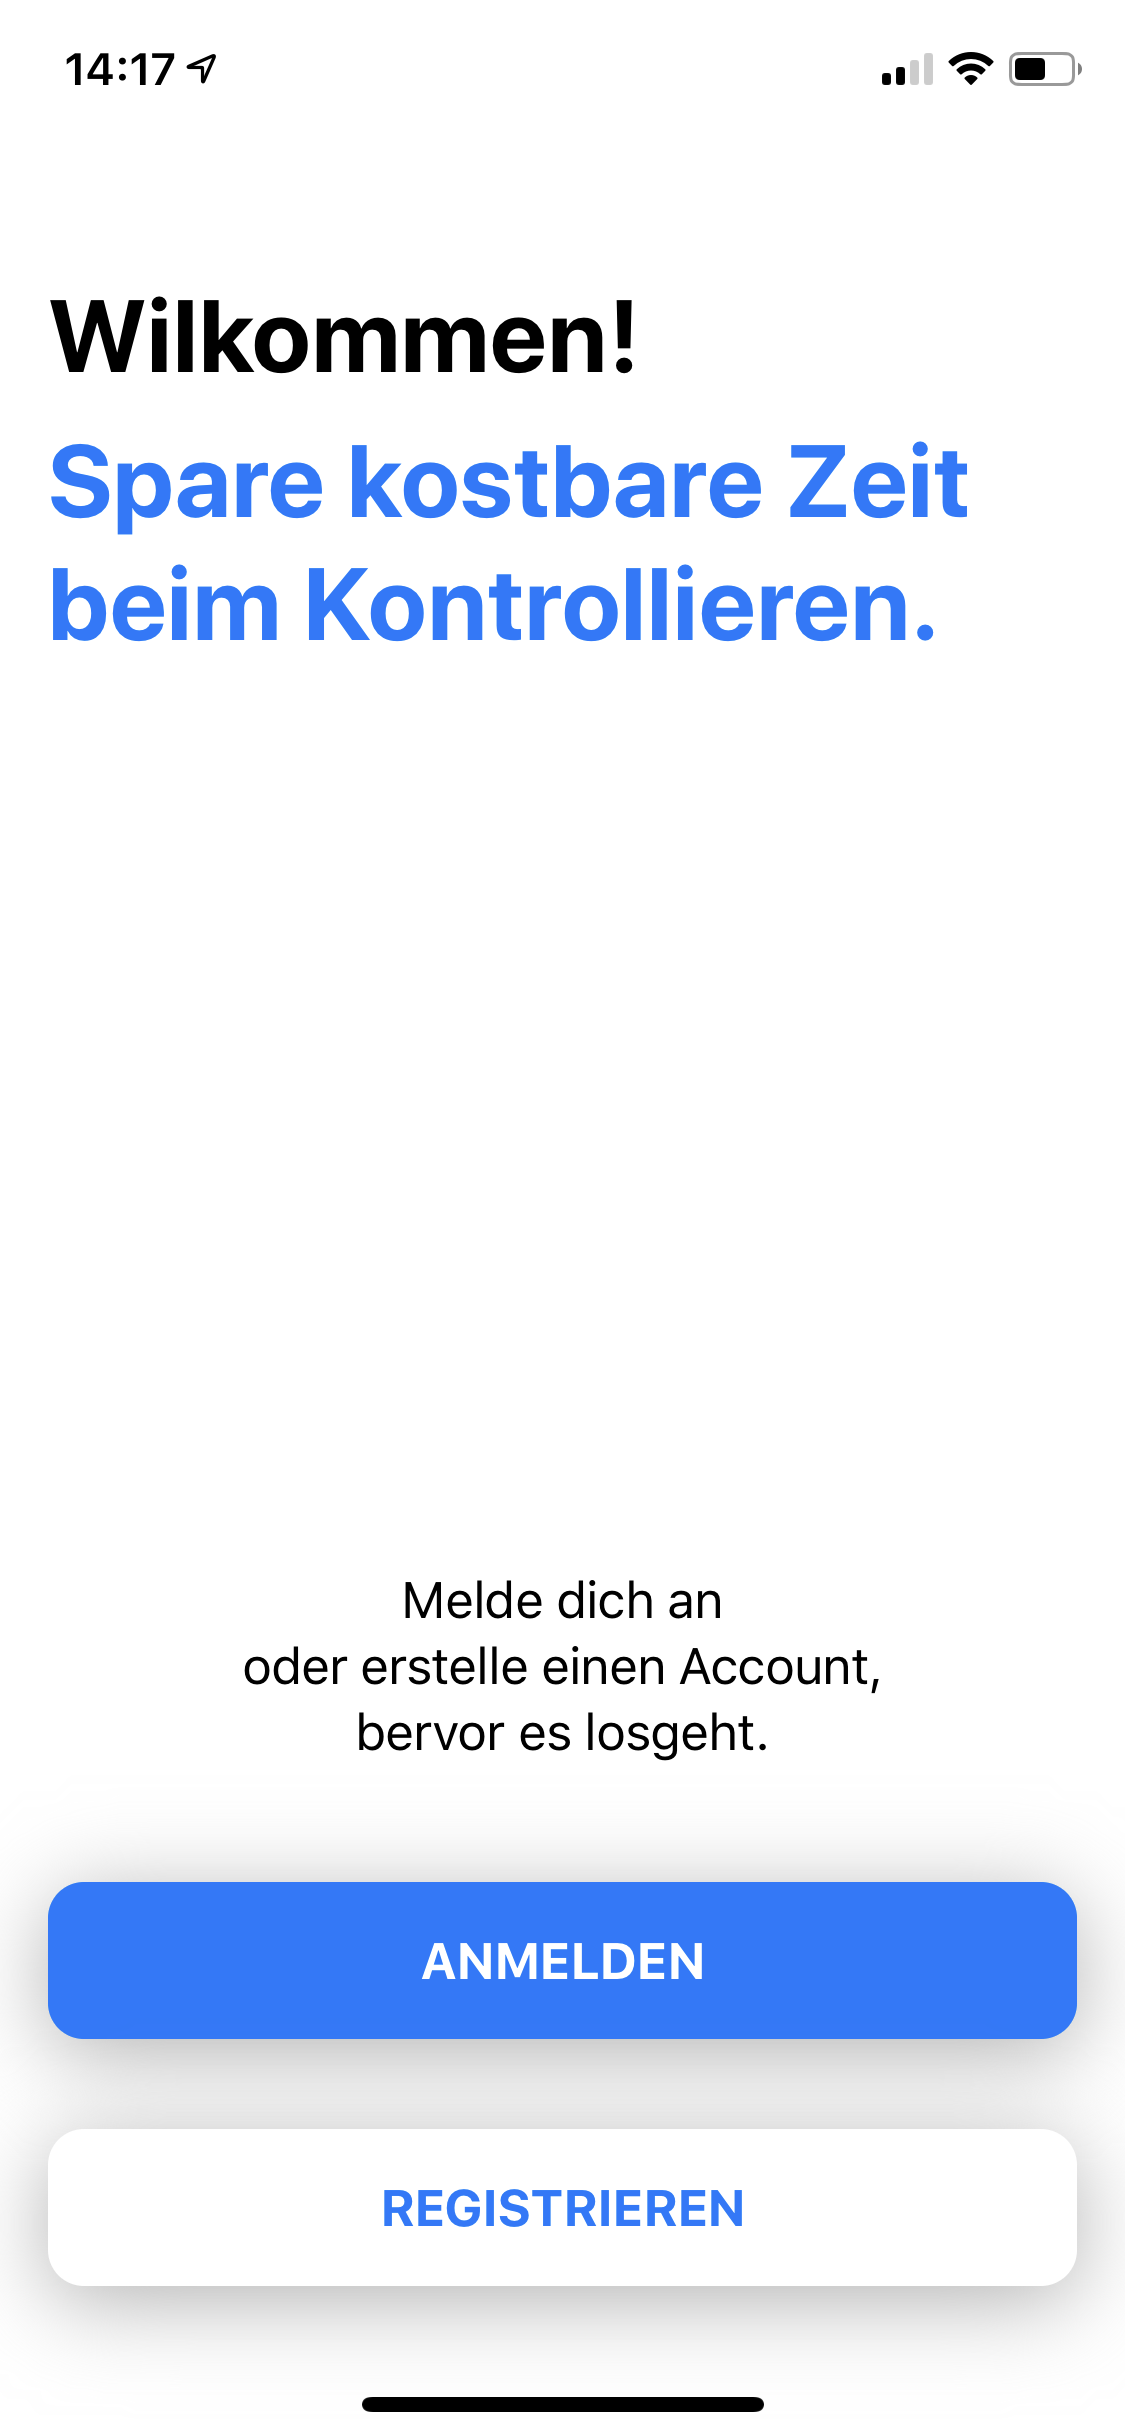 14:17
Wilkommen!
Spare kostbare Zeit
beim Kontrollieren.
Melde dich an
oder erstelle einen Account,
bervor es losgeht.
ANMELDEN
REGISTRIEREN